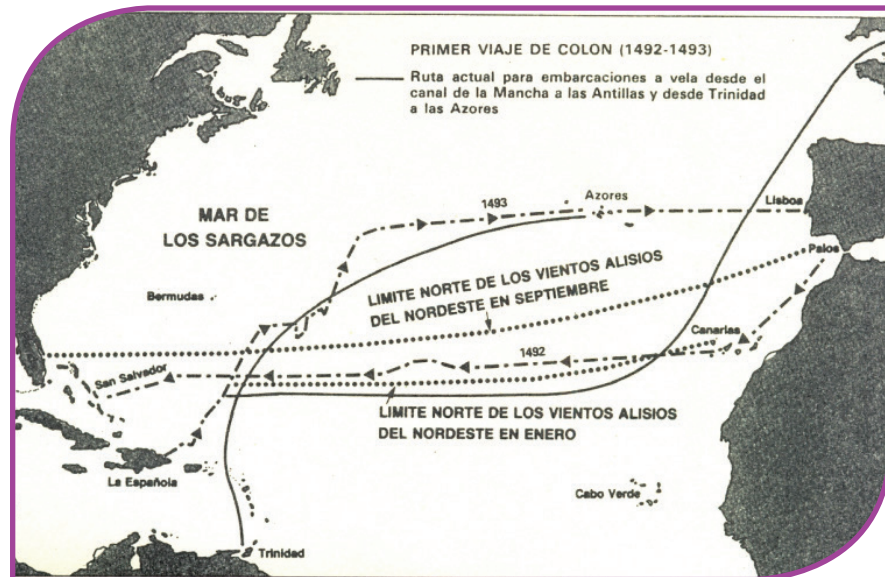 PRIMER VIAJE DE COLON (1492-1493)
Ruta actual para embarcaciones a vela desde el
canal de la Mancha a las Antillas y desde Trinidad
a las Azores
1493
Azores
Lisboa
MAR DE
LOS SARGAZOS
Palos
LIMITE NORTE DE LOS VIENTOS ALISIOS
DEL NORDESTE EN SEPTIEMBRE
Bermudas
Canarias
1492
San Salvador
LIMITE NORTE DE LOS VIENTOS ALISIOS
DEL NORDESTE EN ENERO
La Española
Cabo Verde
Trinidad